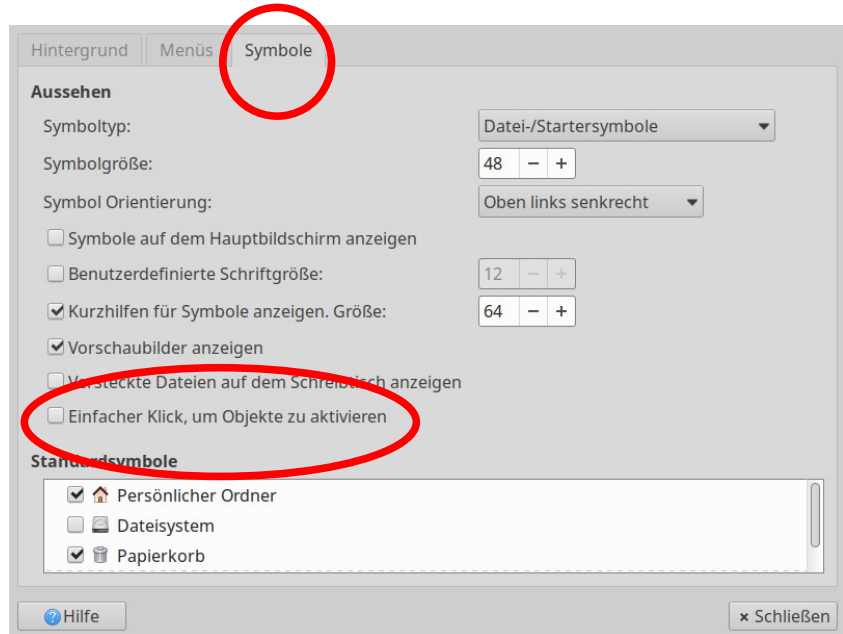 Hintergrund Menüs Symbole
Aussehen
Symboltyp: Datei-/Startersymbole
Symbolgröße: 48 − +
Symbol Orientierung: Oben links senkrecht
Symbole auf dem Hauptbildschirm anzeigen
Benutzerdefinierte Schriftgröße: 12 − +
Kurzhilfen für Symbole anzeigen. Größe: 64 − +
Vorschaubilder anzeigen
Versteckte Dateien auf dem Schreibtisch anzeigen
Einfacher Klick, um Objekte zu aktivieren
Standardsymbole
Persönlicher Ordner
Dateisystem
Papierkorb
Hilfe × Schließen